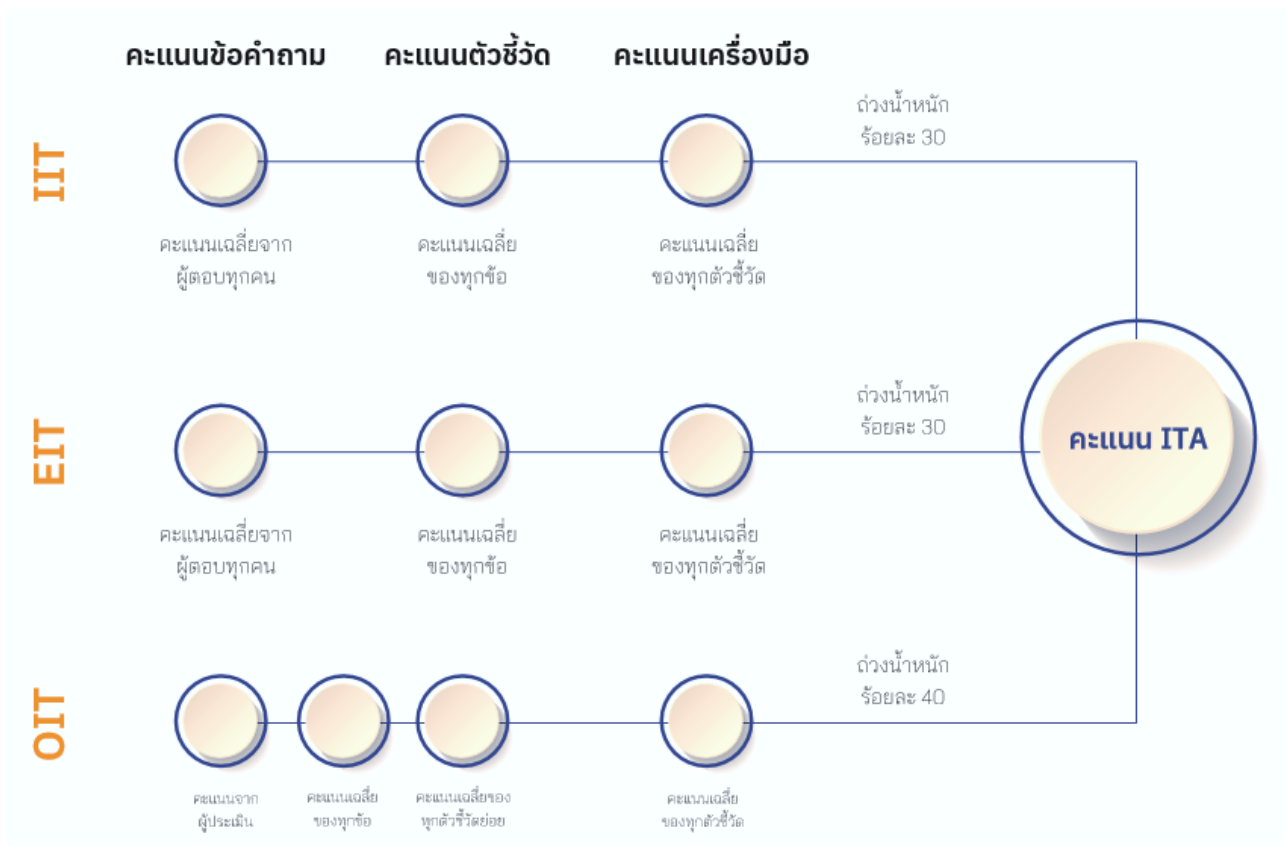 คะแนนข้อคำถาม
คะแนนตัวชี้วัด
คะแนนเครื่องมือ
IIT
ถ่วงน้ำหนัก
ร้อยละ 30
คะแนนเฉลี่ยจาก
ผู้ตอบทุกคน
คะแนนเฉลี่ย
ของทุกข้อ
คะแนนเฉลี่ย
ของทุกตัวชี้วัด
EIT
ถ่วงน้ำหนัก
ร้อยละ 30
คะแนน ITA
คะแนนเฉลี่ยจาก
ผู้ตอบทุกคน
คะแนนเฉลี่ย
ของทุกข้อ
คะแนนเฉลี่ย
ของทุกตัวชี้วัด
OIT
ถ่วงน้ำหนัก
ร้อยละ 40
คะแนนจาก
ผู้ประเมิน
คะแนนเฉลี่ย
ของทุกข้อ
คะแนนเฉลี่ยของ
ทุกตัวชี้วัดย่อย
คะแนนเฉลี่ย
ของทุกตัวชี้วัด